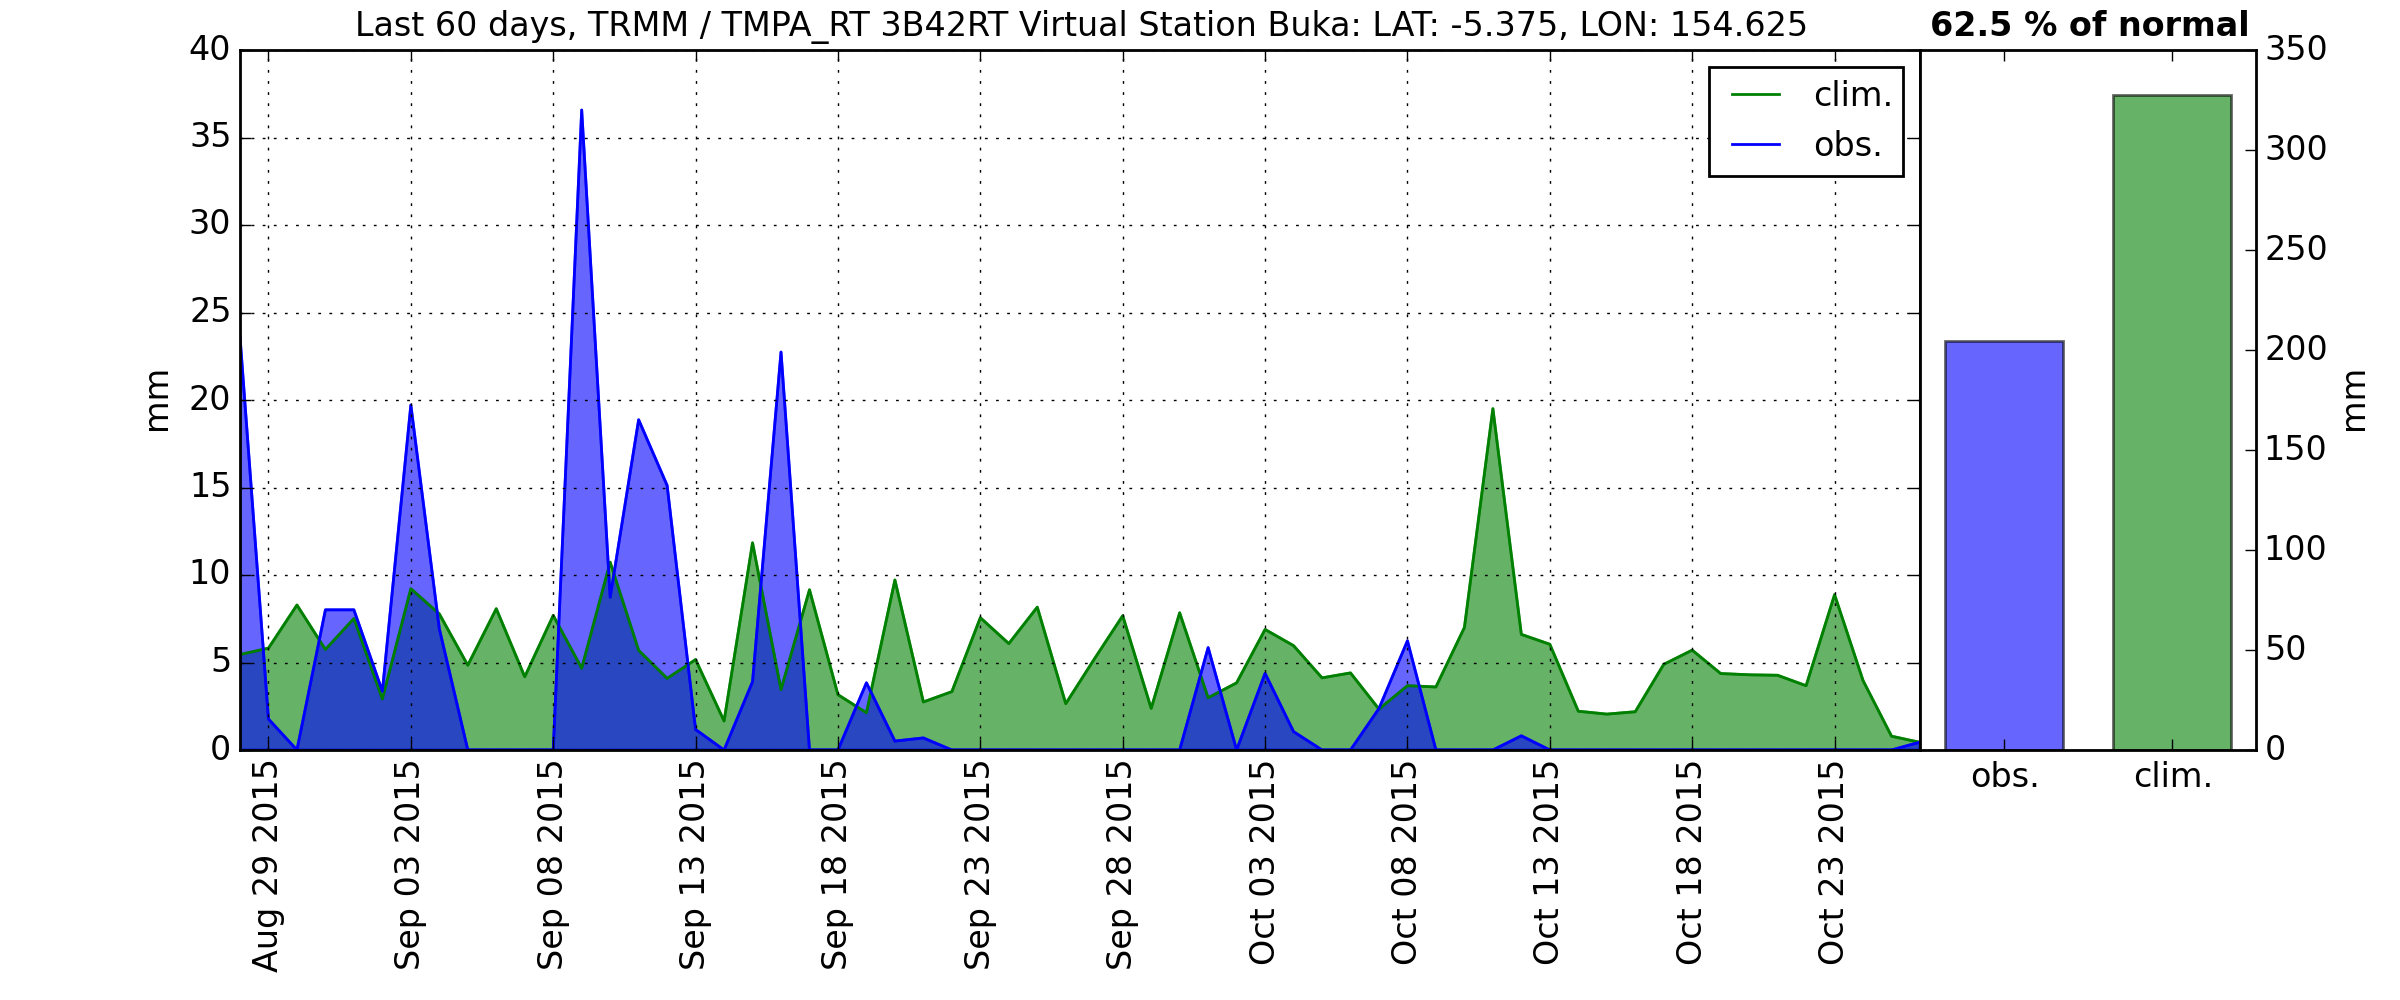 Last 60 days, TRMM / TMPA_RT 3B42RT Virtual Station Buka: LAT: -5.375, LON: 154.625
62.5 % of normal
40
35
30
25
20
15
10
5
0
mm
clim.
obs.
350
300
250
200
150
100
50
0
mm
Aug 29 2015
Sep 03 2015
Sep 08 2015
Sep 13 2015
Sep 18 2015
Sep 23 2015
Sep 28 2015
Oct 03 2015
Oct 08 2015
Oct 13 2015
Oct 18 2015
Oct 23 2015
obs.
clim.